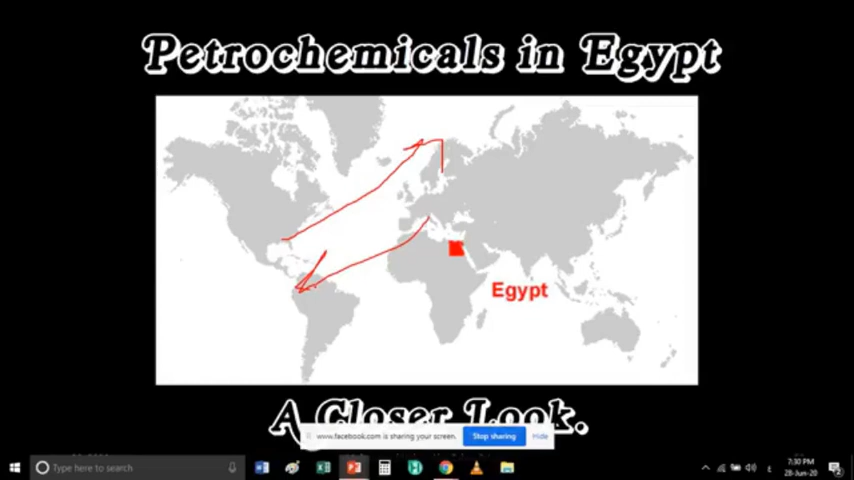 Petrochemicals in Egypt
Egypt
A Closer Look.
www.facebook.com is sharing your screen.
Stop sharing
Hide
Type here to search
7:30 PM
28-Jun-20